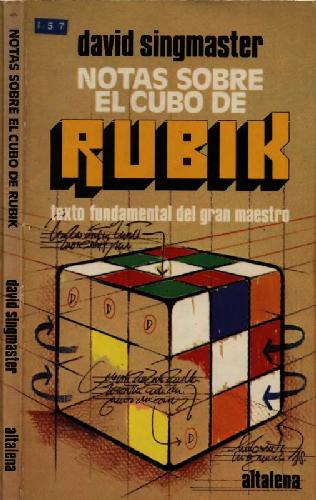 NOTAS SOBRE EL CUBO DE RUBIK
david singmaster
altalena
157
david singmaster
NOTAS SOBRE
EL CUBO DE
RUBIK
texto fundamental del gran maestro
D
D
D
D
altalena